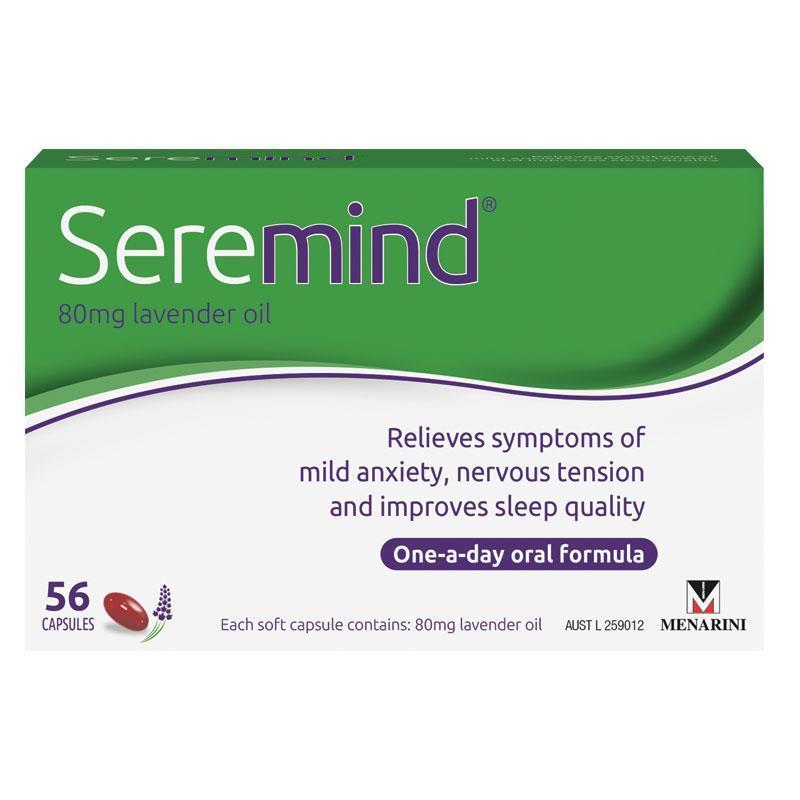 Seremind
Seremind®
80mg lavender oil
Relieves symptoms of
mild anxiety, nervous tension
and improves sleep quality
One-a-day oral formula
56
CAPSULES
Each soft capsule contains: 80mg lavender oil
AUST L 259012
MENARINI